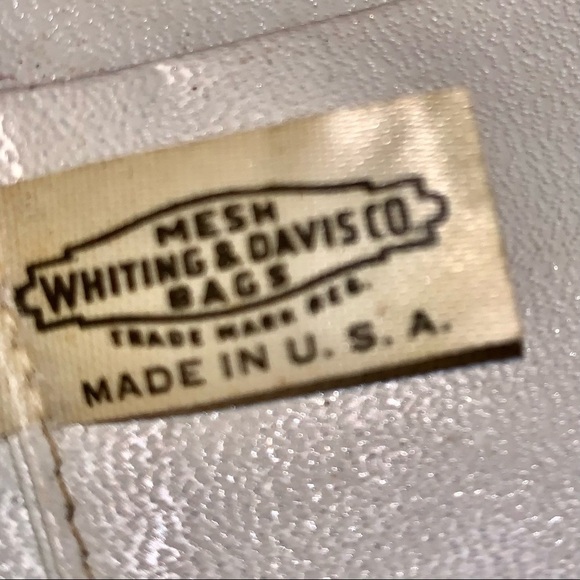 MESH
WHITING & DAVIS CO.
BAGS
TRADE MARK REG.
MADE IN U. S. A.